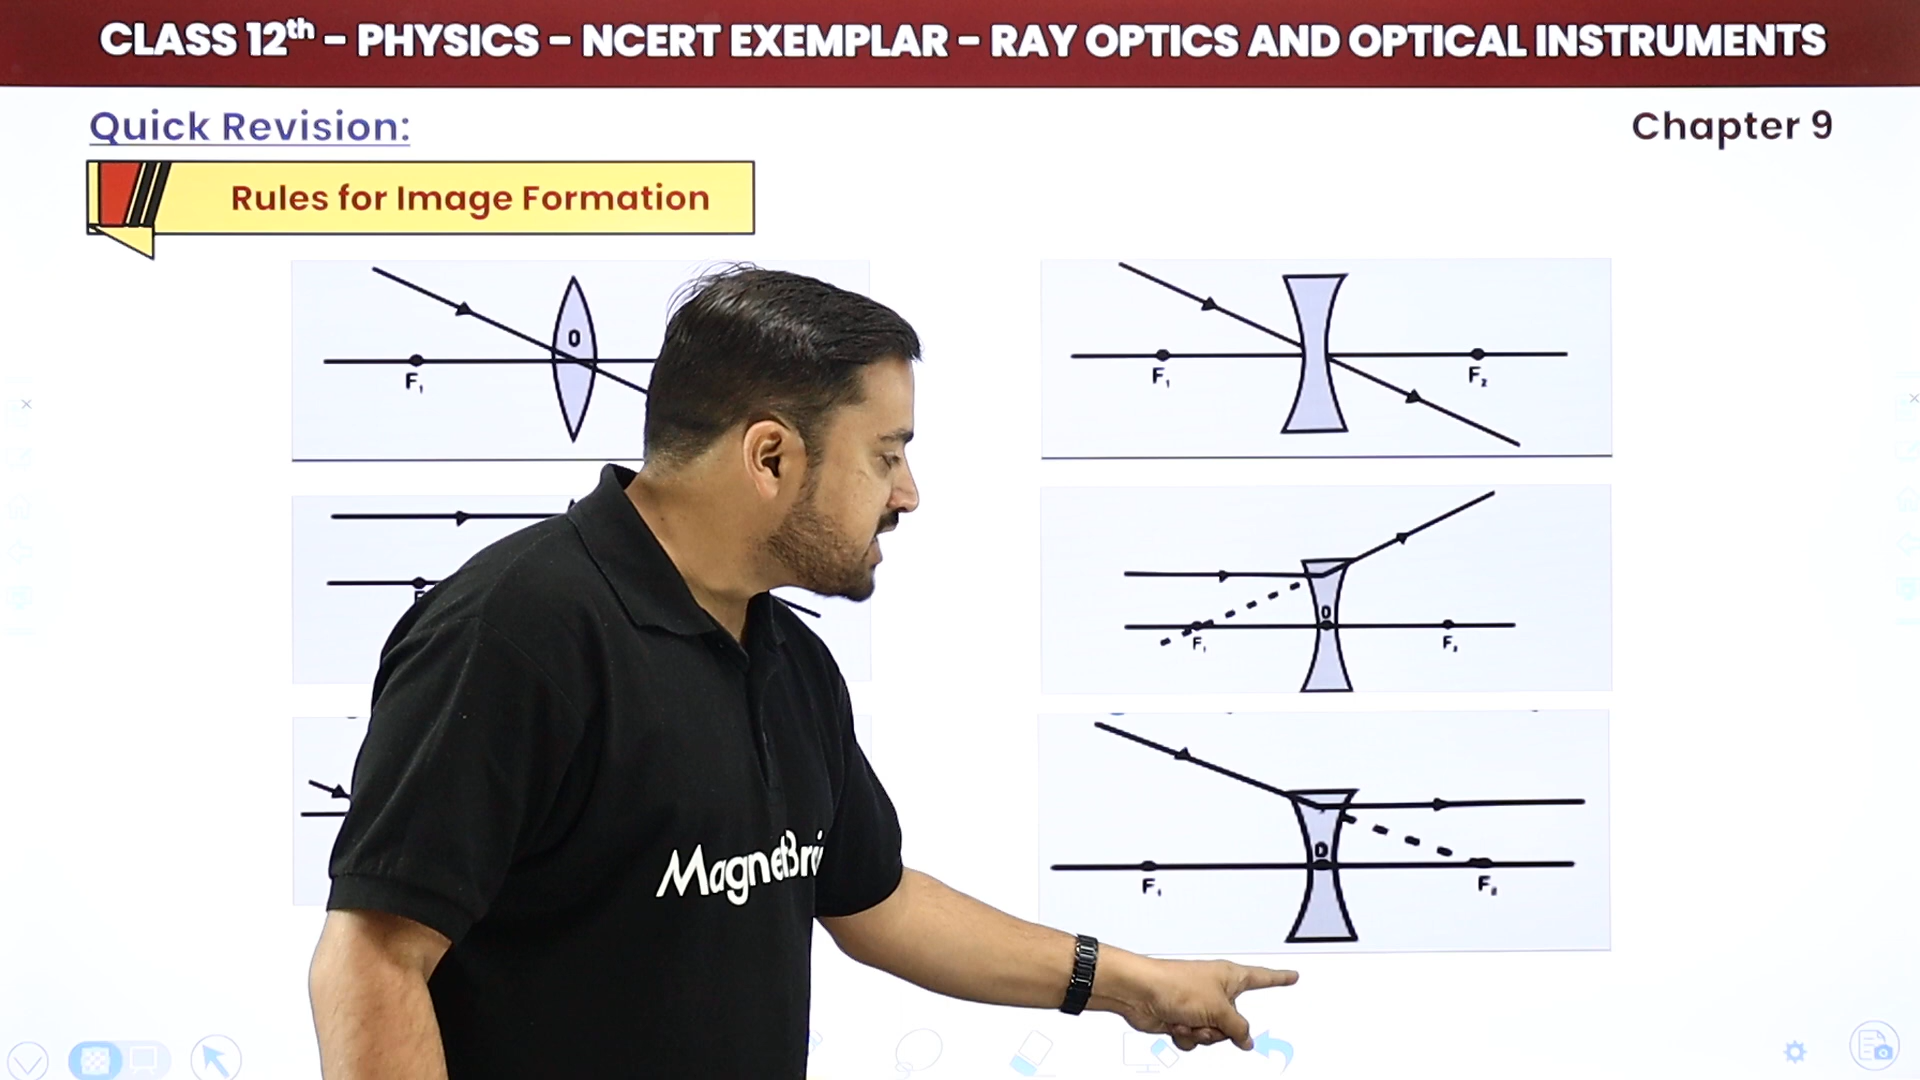 CLASS 12th - PHYSICS - NCERT EXEMPLAR - RAY OPTICS AND OPTICAL INSTRUMENTS
Quick Revision:
Chapter 9
Rules for Image Formation
O
F₁
F₁
F₂
F
O
F₁
F₂
O
F₁
F₂